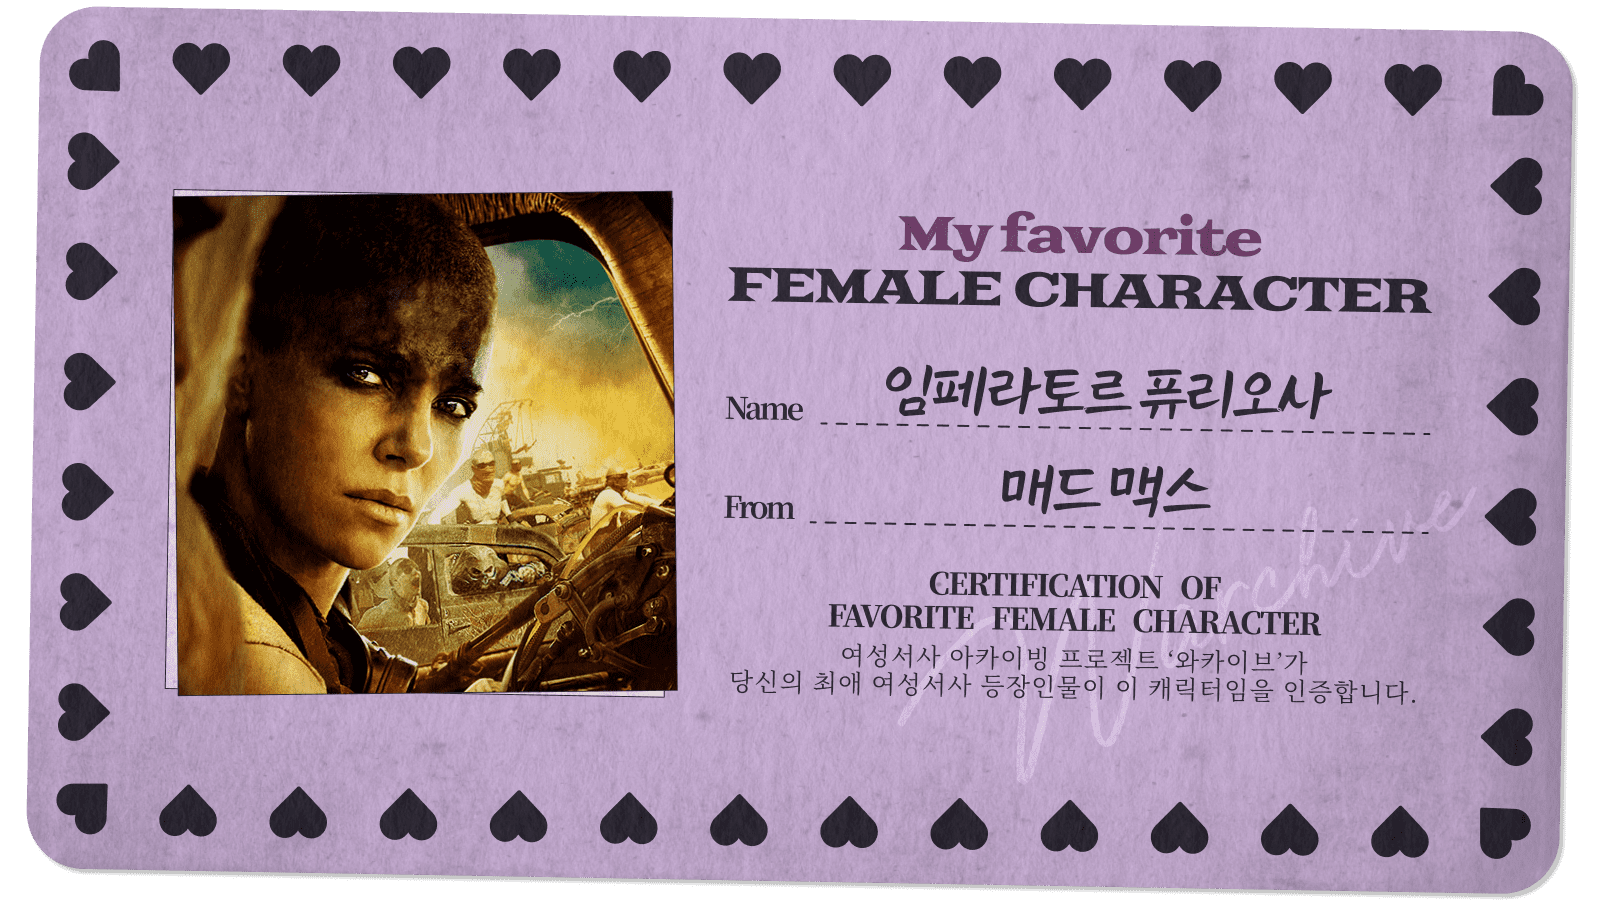 My favorite
FEMALE CHARACTER
Name 임페라토르 퓨리오사
From 매드 맥스
CERTIFICATION OF
FAVORITE FEMALE CHARACTER
여성서사 아카이빙 프로젝트 ‘와카이브’가
당신의 최애 여성서사 등장인물이 이 캐릭터임을 인증합니다.
Warchive